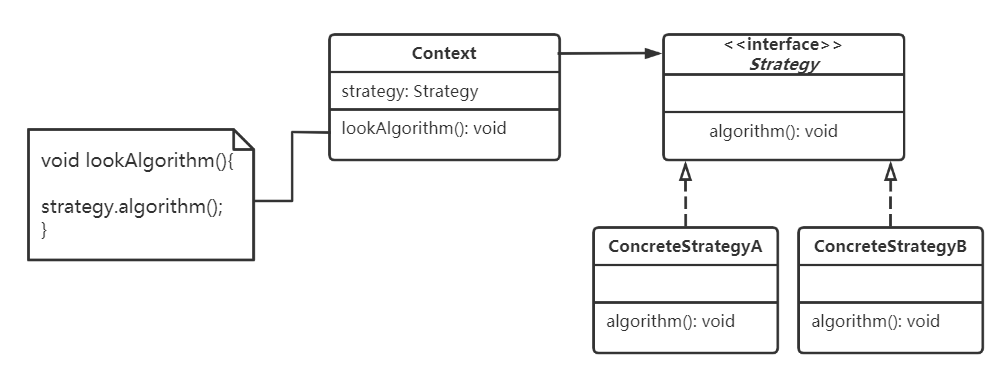 Context
strategy: Strategy
lookAlgorithm(): void
<<interface>>
Strategy
algorithm(): void
void lookAlgorithm(){
strategy.algorithm();
}
ConcreteStrategyA
algorithm(): void
ConcreteStrategyB
algorithm(): void